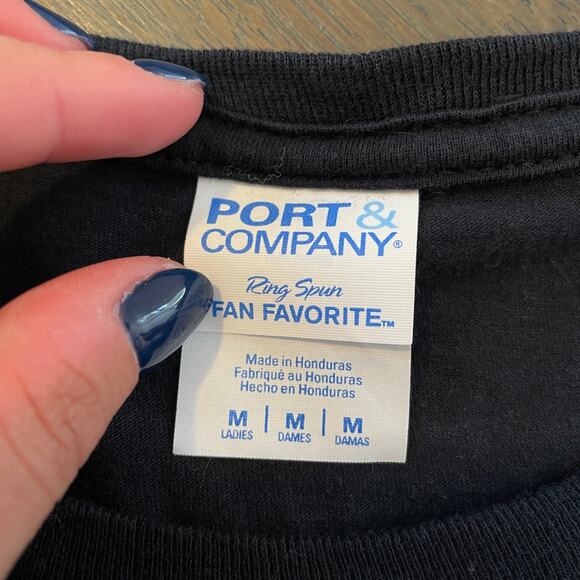 PORT &
COMPANY®
Ring Spun
FAN FAVORITE™
Made in Honduras
Fabriqué au Honduras
Hecho en Honduras
M | M | M
LADIES DAMES DAMAS